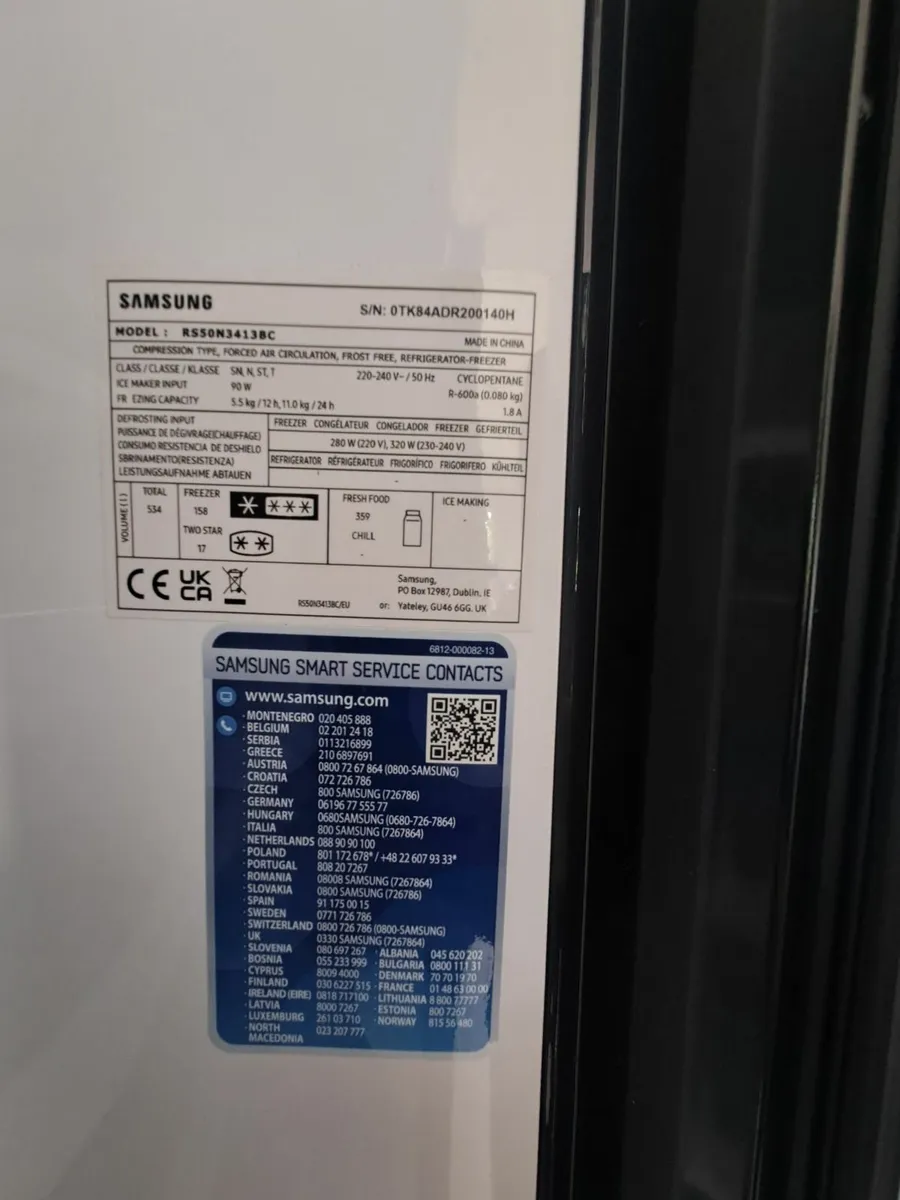 SAMSUNG
S/N: 0TK84ADR200140H
MODEL : RS50N3413BC
MADE IN CHINA
COMPRESSION TYPE, FORCED AIR CIRCULATION, FROST FREE, REFRIGERATOR-FREEZER
CLASS / CLASSE / KLASSE SN, N, ST, T 220-240 V~ / 50 Hz CYCLOPENTANE
ICE MAKER INPUT 90 W R-600a (0.080 kg)
FR EZING CAPACITY 5.5 kg / 12 h, 11.0 kg / 24 h 1.8 A
DEFROSTING INPUT
PUISSANCE DE DÉGIVRAGE(CHAUFFAGE)
CONSUMO RESISTENCIA DE DESHIELO
SBRINAMENTO(RESISTENZA)
LEISTUNGSAUFNAHME ABTAUEN
FREEZER CONGÉLATEUR CONGELADOR FREEZER GEFRIERTEIL
280 W (220 V), 320 W (230-240 V)
REFRIGERATOR RÉFRIGÉRATEUR FRIGORÍFICO FRIGORIFERO KÜHLTEIL
-
VOLUME ( l )
TOTAL
534
FREEZER
158
TWO STAR
17
FRESH FOOD
359
CHILL
-
ICE MAKING
-
CE UK CA
RS50N3413BC/EU
Samsung,
PO Box 12987, Dublin. IE
or: Yateley, GU46 6GG. UK
6812-000082-13
SAMSUNG SMART SERVICE CONTACTS
www.samsung.com
· MONTENEGRO 020 405 888
· BELGIUM 02 201 24 18
· SERBIA 0113216899
· GREECE 210 6897691
· AUSTRIA 0800 72 67 864 (0800-SAMSUNG)
· CROATIA 072 726 786
· CZECH 800 SAMSUNG (726786)
· GERMANY 06196 77 555 77
· HUNGARY 0680SAMSUNG (0680-726-7864)
· ITALIA 800 SAMSUNG (7267864)
· NETHERLANDS 088 90 90 100
· POLAND 801 172 678* / +48 22 607 93 33*
· PORTUGAL 808 20 7267
· ROMANIA 08008 SAMSUNG (7267864)
· SLOVAKIA 0800 SAMSUNG (726786)
· SPAIN 91 175 00 15
· SWEDEN 0771 726 786
· SWITZERLAND 0800 726 786 (0800-SAMSUNG)
· UK 0330 SAMSUNG (7267864)
· SLOVENIA 080 697 267 · ALBANIA 045 620 202
· BOSNIA 055 233 999 · BULGARIA 0800 111 31
· CYPRUS 8009 4000 · DENMARK 70 70 19 70
· FINLAND 030 6227 515 · FRANCE 01 48 63 00 00
· IRELAND (EIRE) 0818 717100 · LITHUANIA 8 800 77777
· LATVIA 8000 7267 · ESTONIA 800 7267
· LUXEMBURG 261 03 710 · NORWAY 815 56 480
· NORTH MACEDONIA 023 207 777